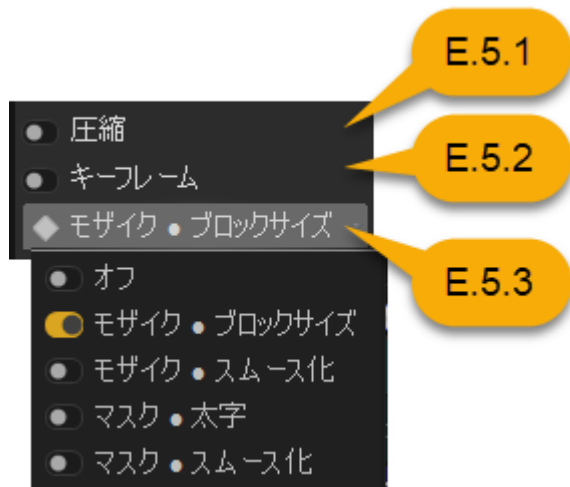 E.5.1
圧縮
E.5.2
キーフレーム
モザイク • ブロックサイズ
E.5.3
オフ
モザイク • ブロックサイズ
モザイク • スムース化
マスク • 太字
マスク • スムース化